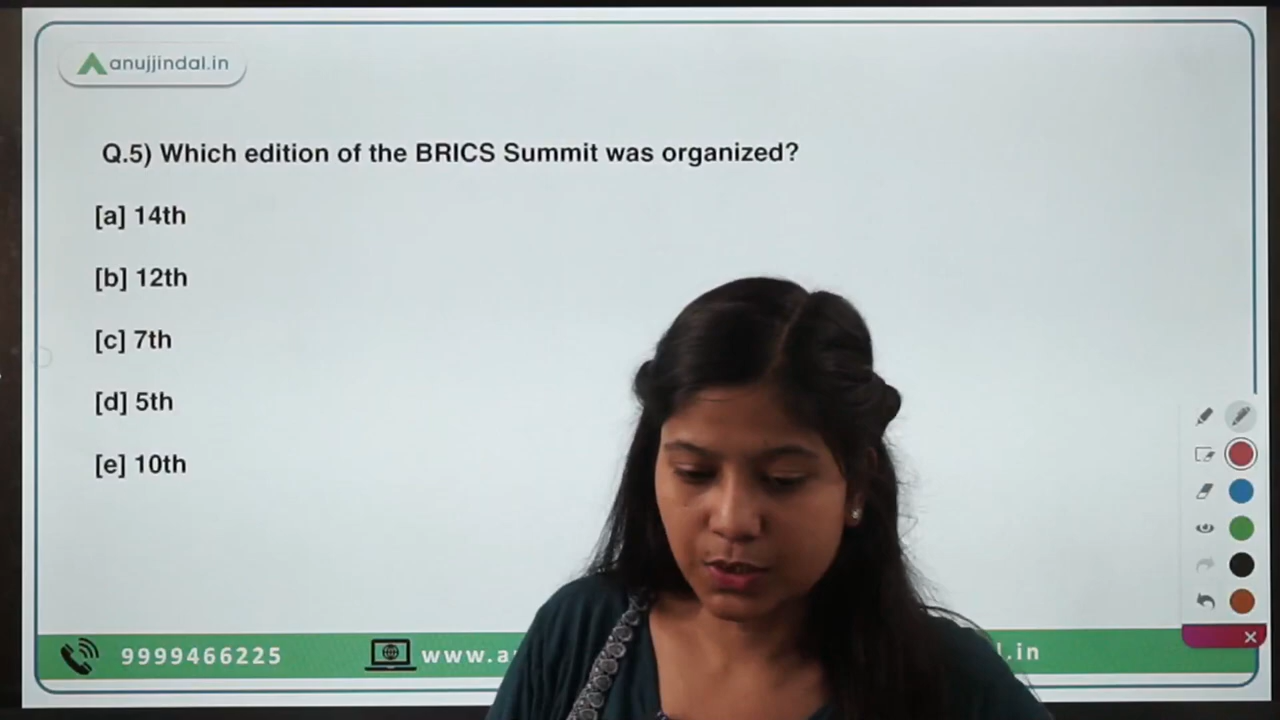 anujjindal.in
Q.5) Which edition of the BRICS Summit was organized?
[a] 14th
[b] 12th
[c] 7th
[d] 5th
[e] 10th
9999466225
www.a
l.in